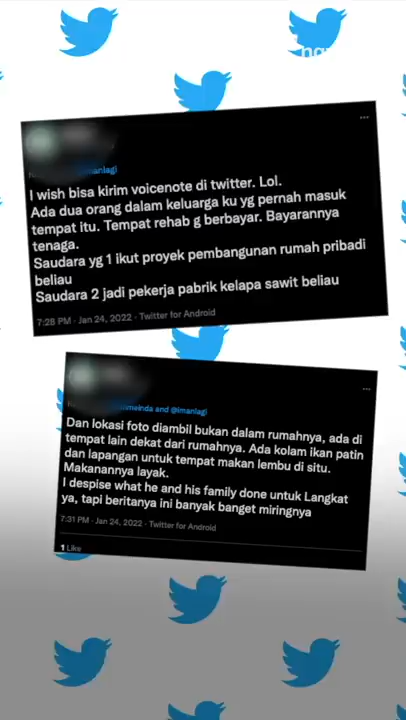 imanlagi
I wish bisa kirim voicenote di twitter. Lol.
Ada dua orang dalam keluarga ku yg pernah masuk
tempat itu. Tempat rehab g berbayar. Bayarannya
tenaga.
Saudara yg 1 ikut proyek pembangunan rumah pribadi
beliau
Saudara 2 jadi pekerja pabrik kelapa sawit beliau
7:28 PM · Jan 24, 2022 · Twitter for Android
meinda and @imanlagi
Dan lokasi foto diambil bukan dalam rumahnya, ada di
tempat lain dekat dari rumahnya. Ada kolam ikan patin
dan lapangan untuk tempat makan lembu di situ.
Makanannya layak.
I despise what he and his family done untuk Langkat
ya, tapi beritanya ini banyak banget miringnya
7:31 PM · Jan 24, 2022 · Twitter for Android
1 Like